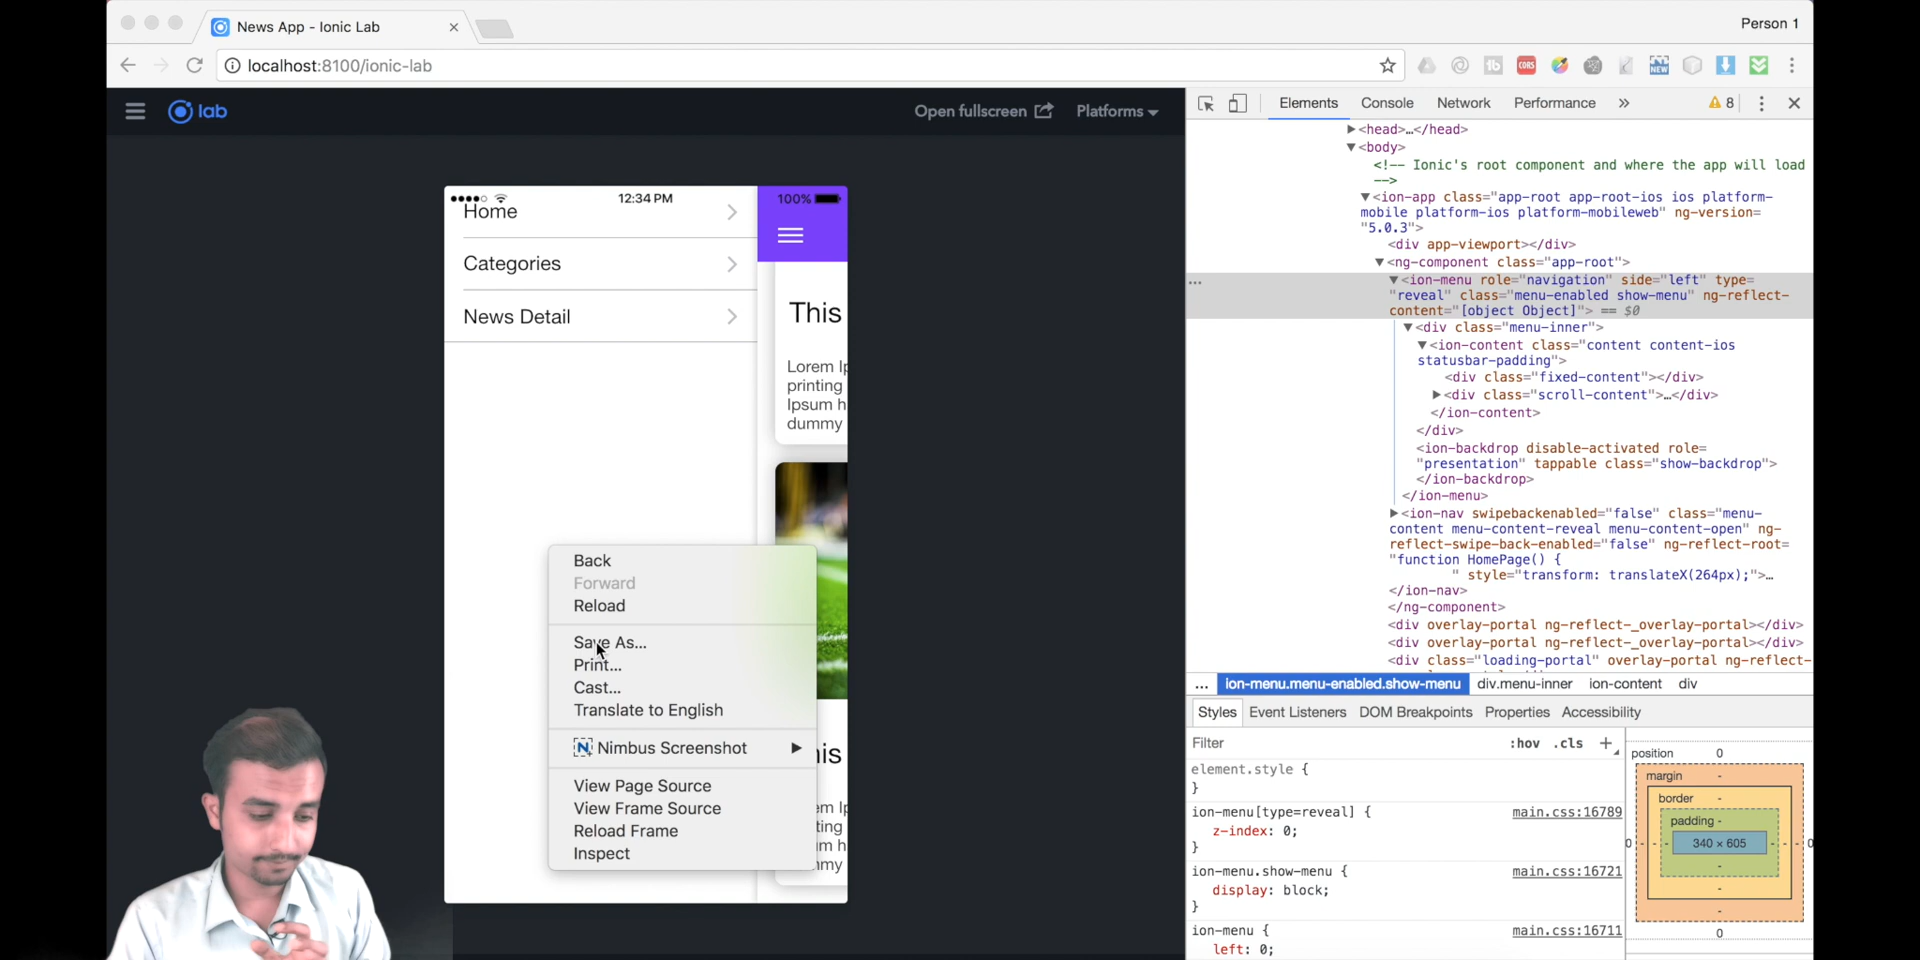 News App - Ionic Lab
Person 1
localhost:8100/ionic-lab
CORS
NEW
lab
Open fullscreen
Platforms
Elements Console Network Performance » 8
<head>…</head>
<body>
<!-- Ionic's root component and where the app will load
-->
<ion-app class="app-root app-root-ios ios platform-
mobile platform-ios platform-mobileweb" ng-version=
"5.0.3">
<div app-viewport></div>
<ng-component class="app-root">
<ion-menu role="navigation" side="left" type=
"reveal" class="menu-enabled show-menu" ng-reflect-
content="[object Object]"> == $0
<div class="menu-inner">
<ion-content class="content content-ios
statusbar-padding">
<div class="fixed-content"></div>
<div class="scroll-content">…</div>
</ion-content>
</div>
<ion-backdrop disable-activated role=
"presentation" tappable class="show-backdrop">
</ion-backdrop>
</ion-menu>
<ion-nav swipebackenabled="false" class="menu-
content menu-content-reveal menu-content-open" ng-
reflect-swipe-back-enabled="false" ng-reflect-root=
"function HomePage() {
" style="transform: translateX(264px);">…
</ion-nav>
</ng-component>
<div overlay-portal ng-reflect-_overlay-portal></div>
<div overlay-portal ng-reflect-_overlay-portal></div>
<div class="loading-portal" overlay-portal ng-reflect-
... ion-menu.menu-enabled.show-menu div.menu-inner ion-content div
Styles Event Listeners DOM Breakpoints Properties Accessibility
Filter :hov .cls +
element.style {
}
ion-menu[type=reveal] { main.css:16789
z-index: 0;
}
ion-menu.show-menu { main.css:16721
display: block;
}
ion-menu { main.css:16711
left: 0;
position 0
margin -
border -
padding -
0 - - - 340 × 605 - - - 0
-
-
-
0
12:34 PM
100%
Home
Categories
News Detail
This
Lorem Ip
printing
Ipsum h
dummy
Back
Forward
Reload
Save As...
Print...
Cast...
Translate to English
Nimbus Screenshot
View Page Source
View Frame Source
Reload Frame
Inspect